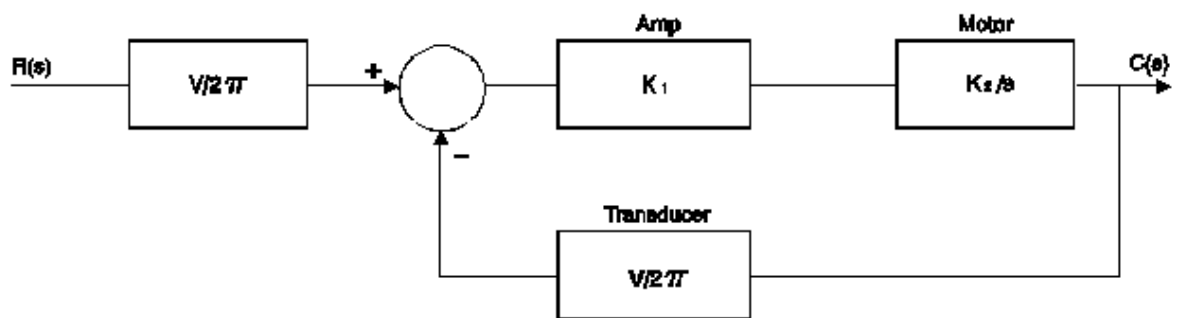 Amp
Motor
R(s)
V/2π
+
K₁
K₂/s
C(s)
−
Transducer
V/2π